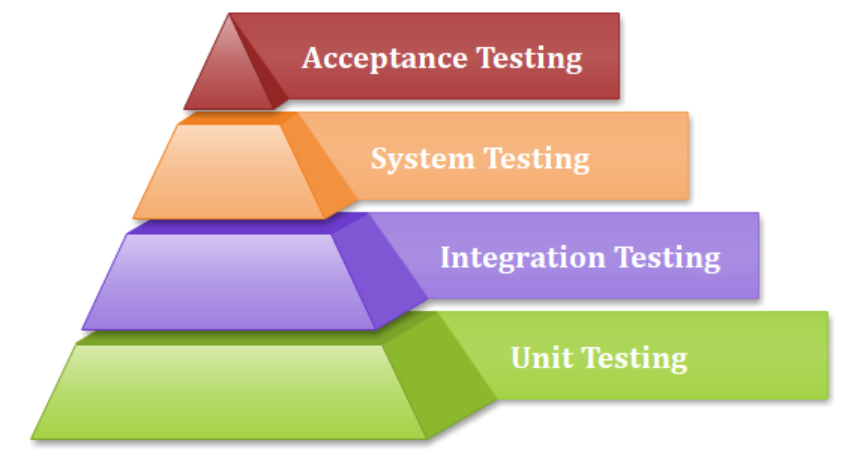 Acceptance Testing
System Testing
Integration Testing
Unit Testing